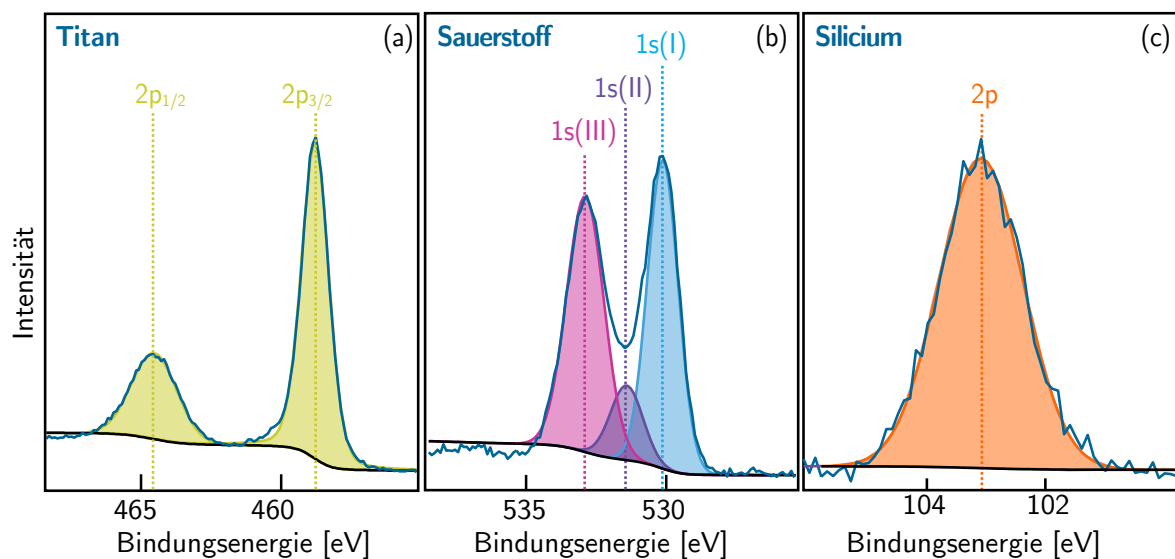 Titan
(a)
2p1/2
2p3/2
Intensität
465
460
Bindungsenergie [eV]
Sauerstoff
(b)
1s(I)
1s(II)
1s(III)
535
530
Bindungsenergie [eV]
Silicium
(c)
2p
104
102
Bindungsenergie [eV]